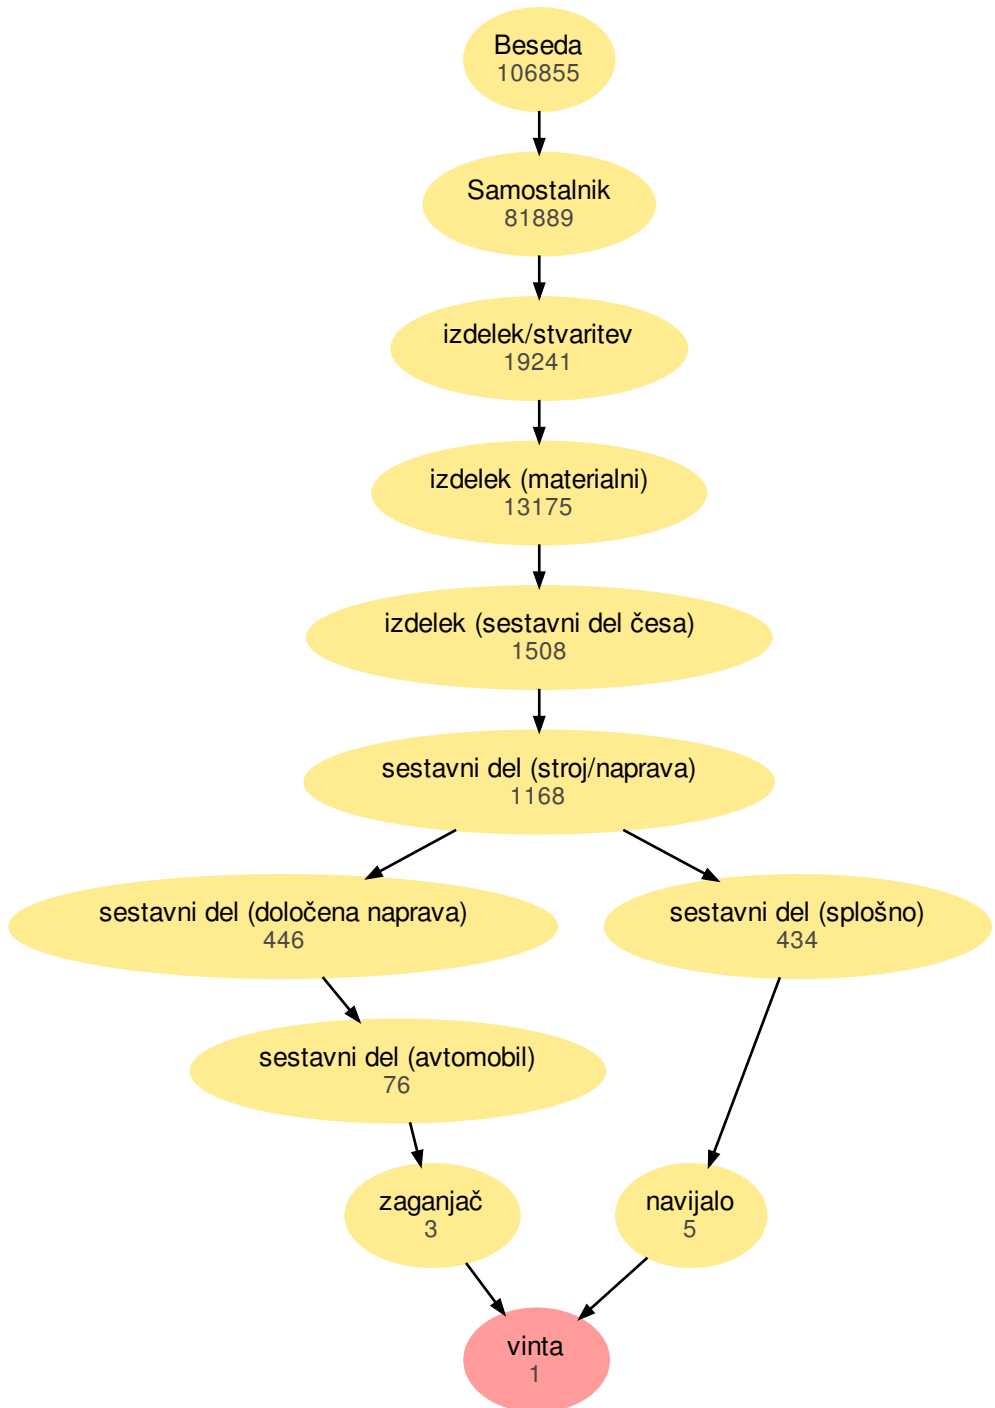 Beseda
106855
Samostalnik
81889
izdelek/stvaritev
19241
izdelek (materialni)
13175
izdelek (sestavni del česa)
1508
sestavni del (stroj/naprava)
1168
sestavni del (določena naprava)
446
sestavni del (splošno)
434
sestavni del (avtomobil)
76
zaganjač
3
navijalo
5
vinta
1